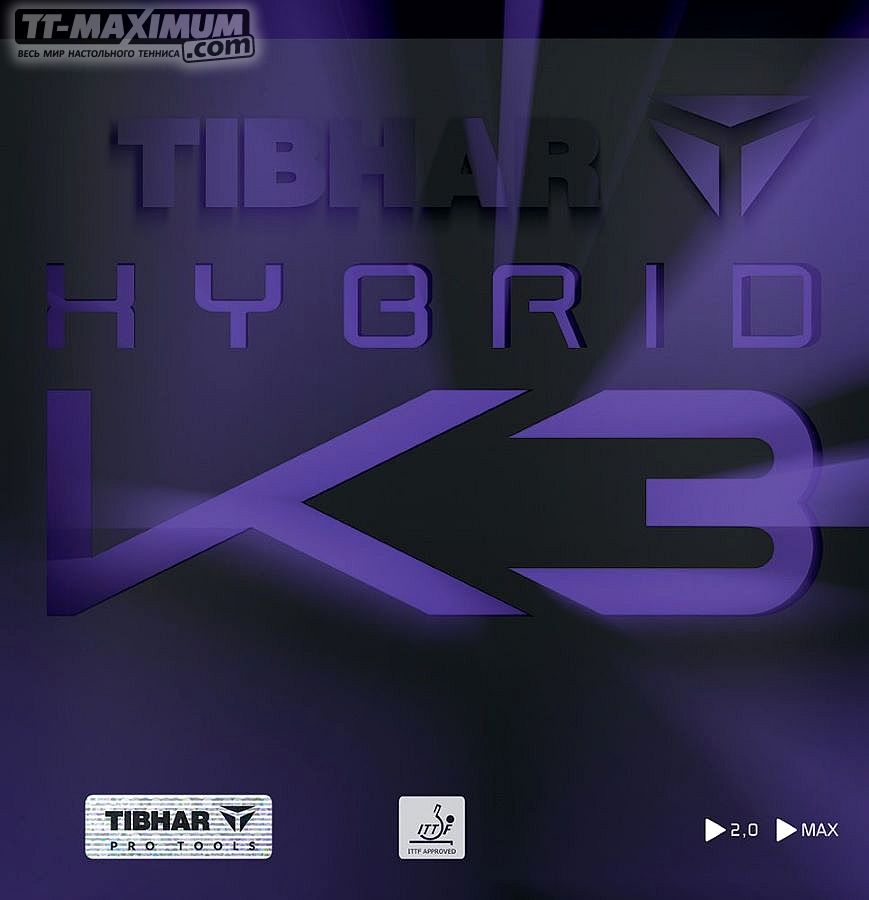 TT-MAXIMUM
.com
ВЕСЬ МИР НАСТОЛЬНОГО ТЕННИСА
TIBHAR
HYBRID
K3
TIBHAR
PRO TOOLS
ITTF
ITTF APPROVED
2,0 MAX